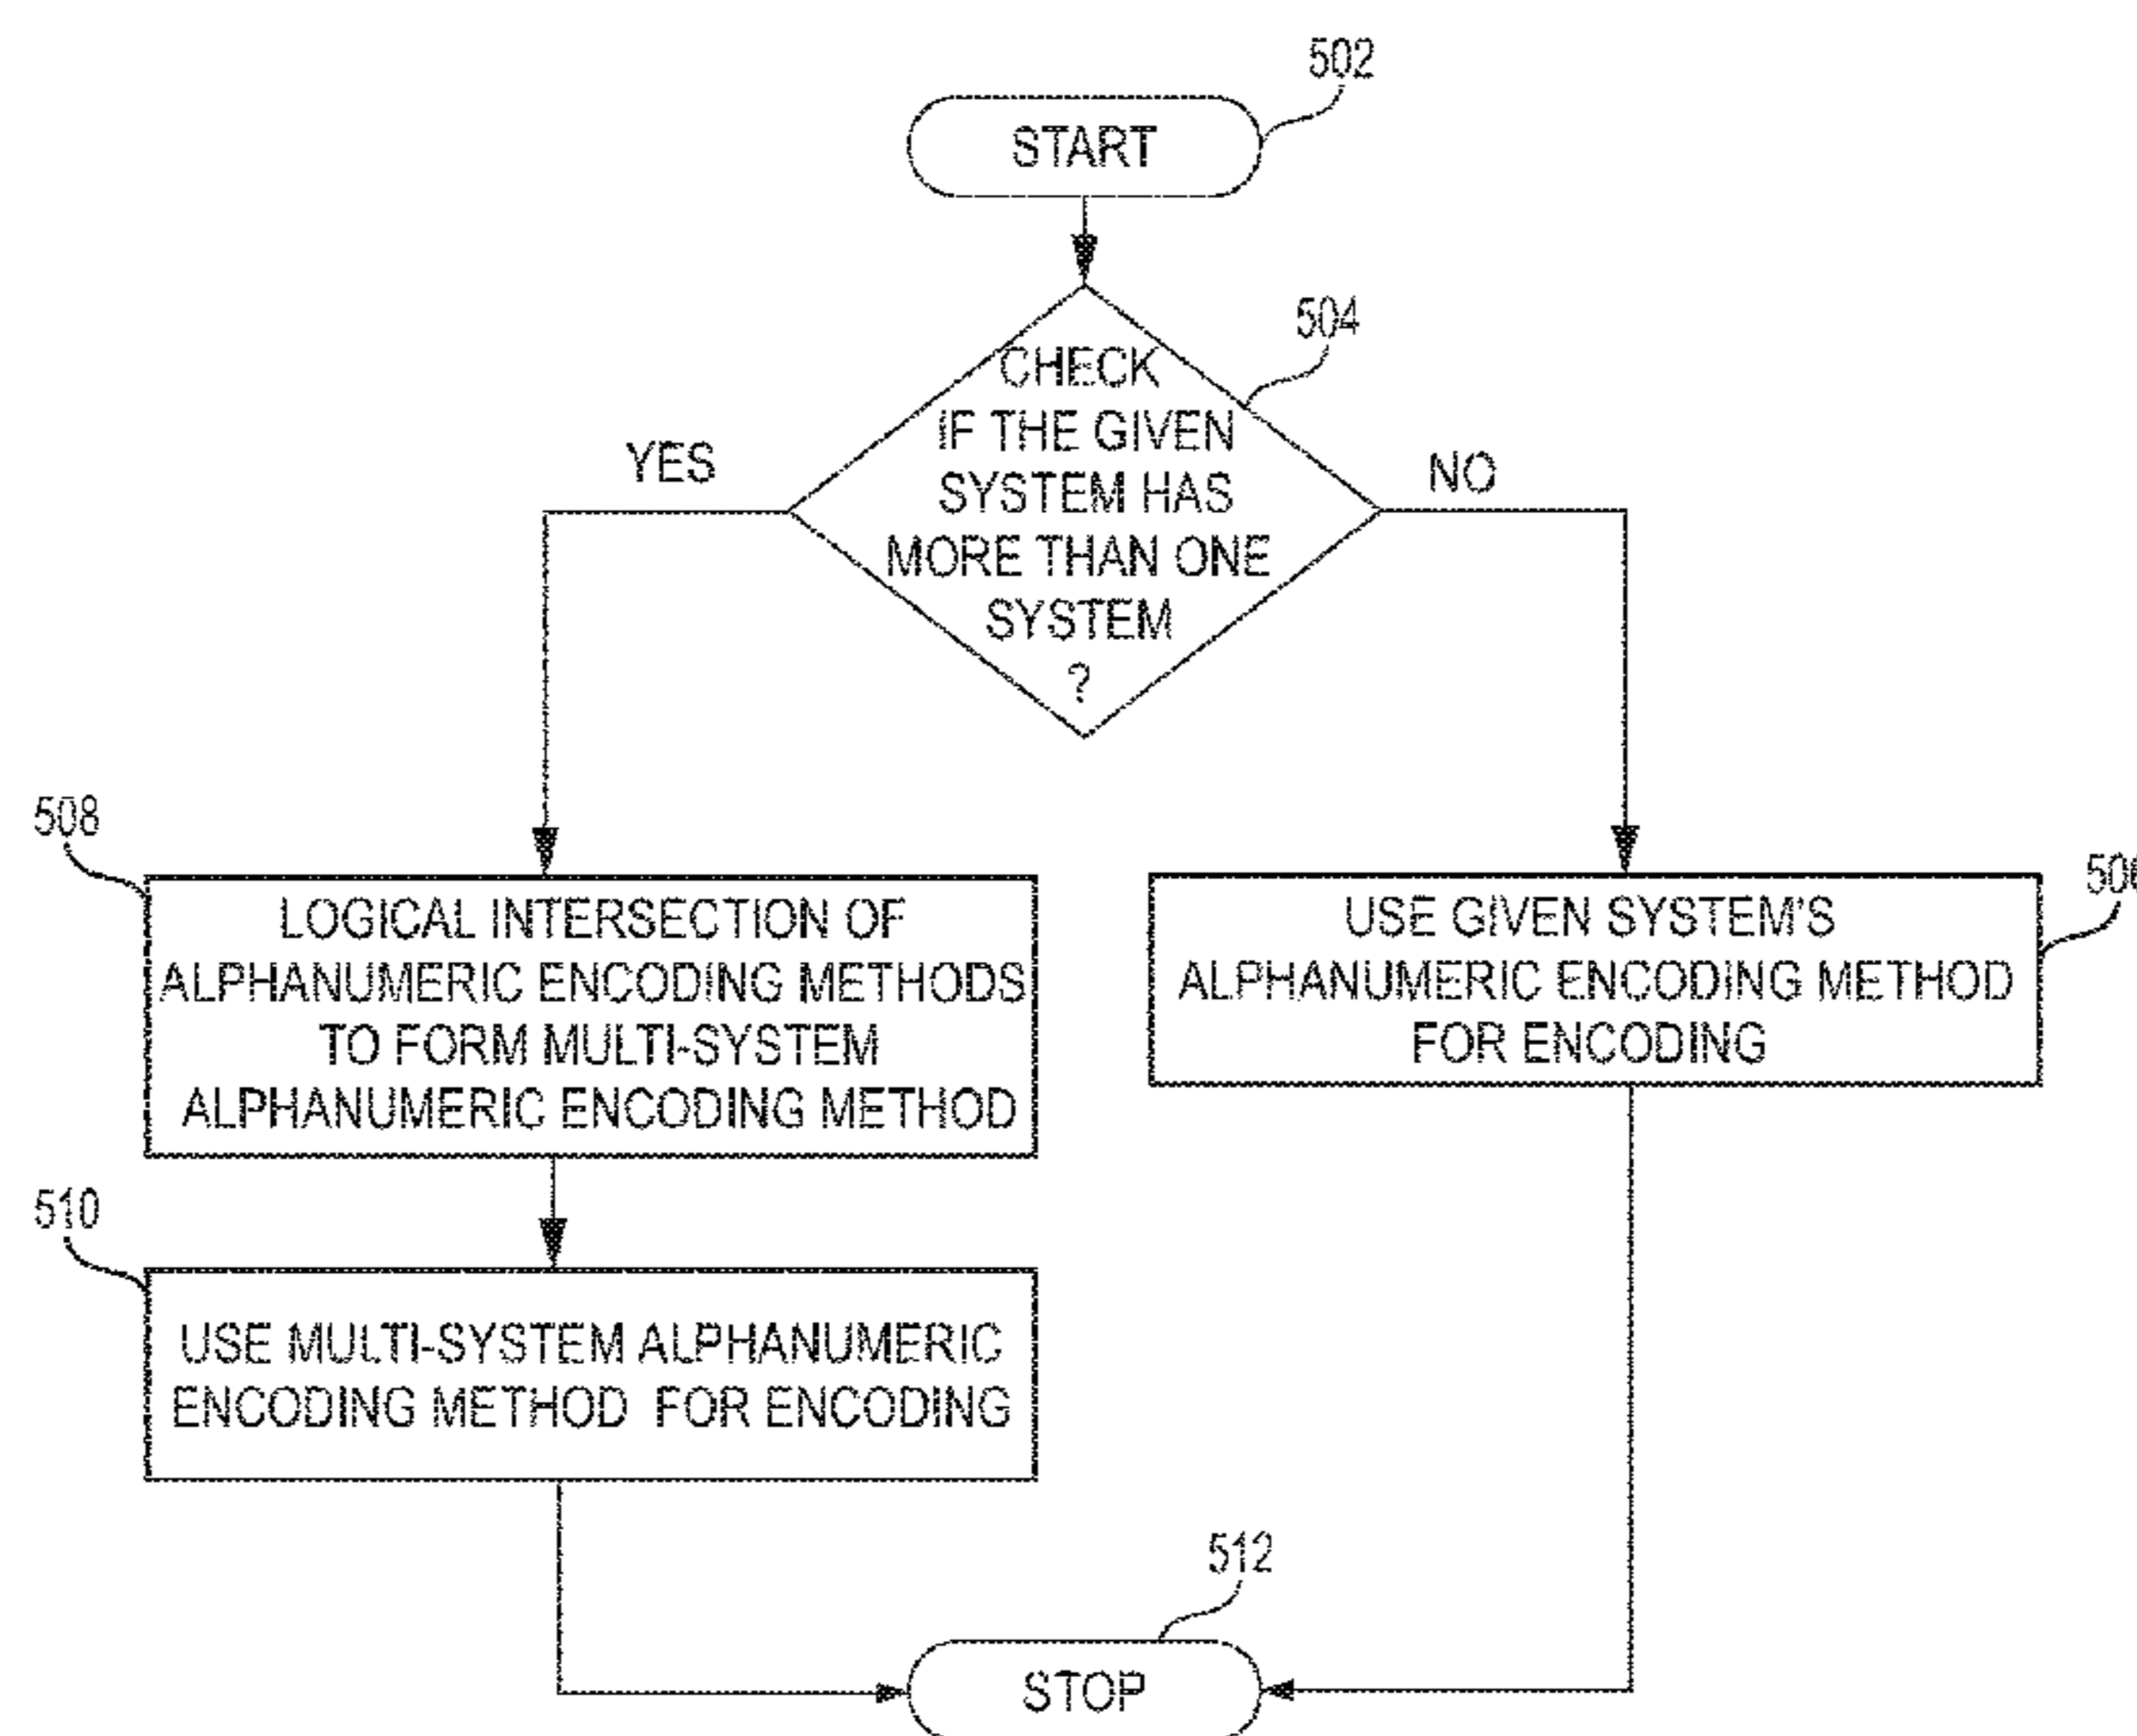 502
START
504
CHECK
IF THE GIVEN
SYSTEM HAS
MORE THAN ONE
SYSTEM
?
YES
NO
508
LOGICAL INTERSECTION OF
ALPHANUMERIC ENCODING METHODS
TO FORM MULTI-SYSTEM
ALPHANUMERIC ENCODING METHOD
506
USE GIVEN SYSTEM'S
ALPHANUMERIC ENCODING METHOD
FOR ENCODING
510
USE MULTI-SYSTEM ALPHANUMERIC
ENCODING METHOD FOR ENCODING
512
STOP